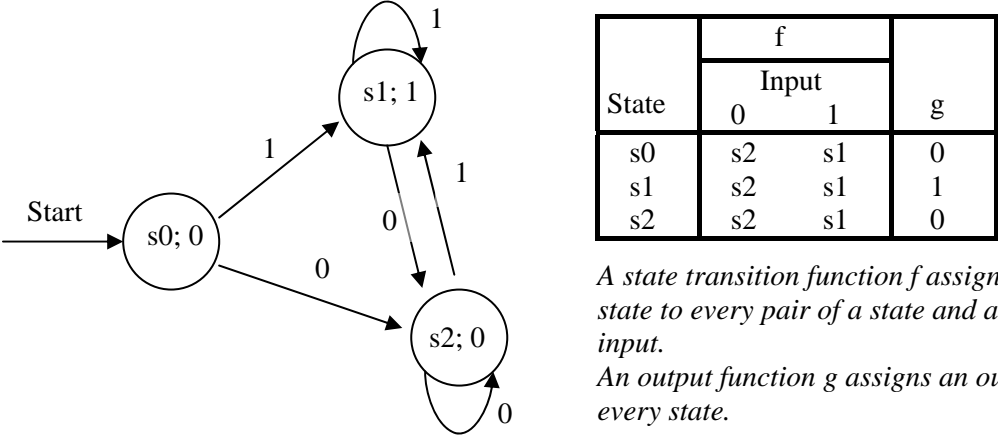 1
s1; 1
1
1
Start
0
s0; 0
0
s2; 0
0
f
Input
State 0 1 g
s0 s2 s1 0
s1 s2 s1 1
s2 s2 s1 0
A state transition function f assign
state to every pair of a state and a
input.
An output function g assigns an ou
every state.